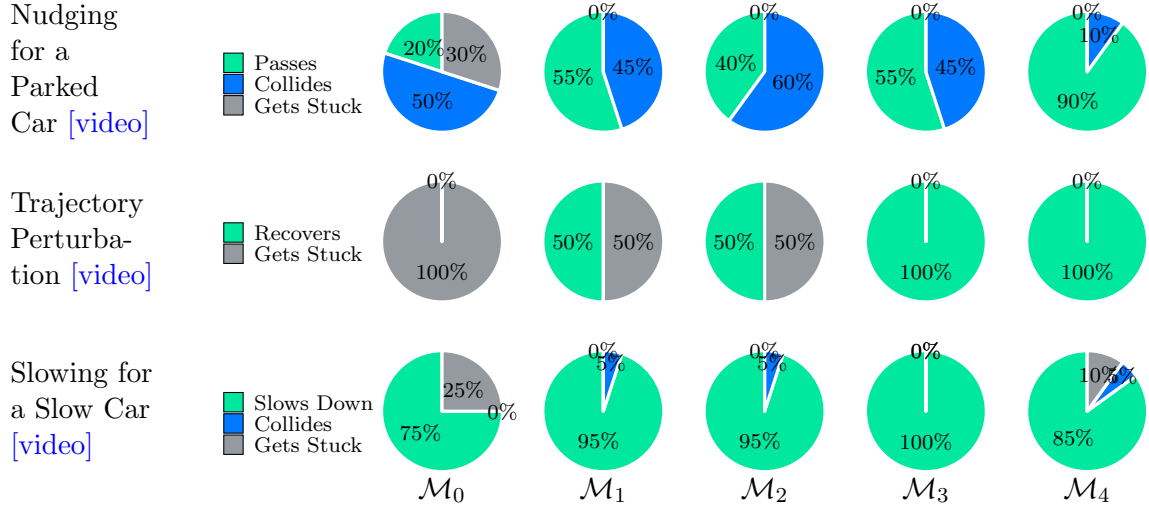 Nudging
for a
Parked
Car [video]
Passes
Collides
Gets Stuck
20%
30%
50%
0%
55%
45%
0%
40%
60%
0%
55%
45%
0%
10%
90%
Trajectory
Perturba-
tion [video]
Recovers
Gets Stuck
0%
100%
50%
50%
50%
50%
0%
100%
0%
100%
Slowing for
a Slow Car
[video]
Slows Down
Collides
Gets Stuck
25%
0%
75%
0%
5%
95%
0%
5%
95%
0%
0%
100%
10%
5%
85%
M₀
M₁
M₂
M₃
M₄